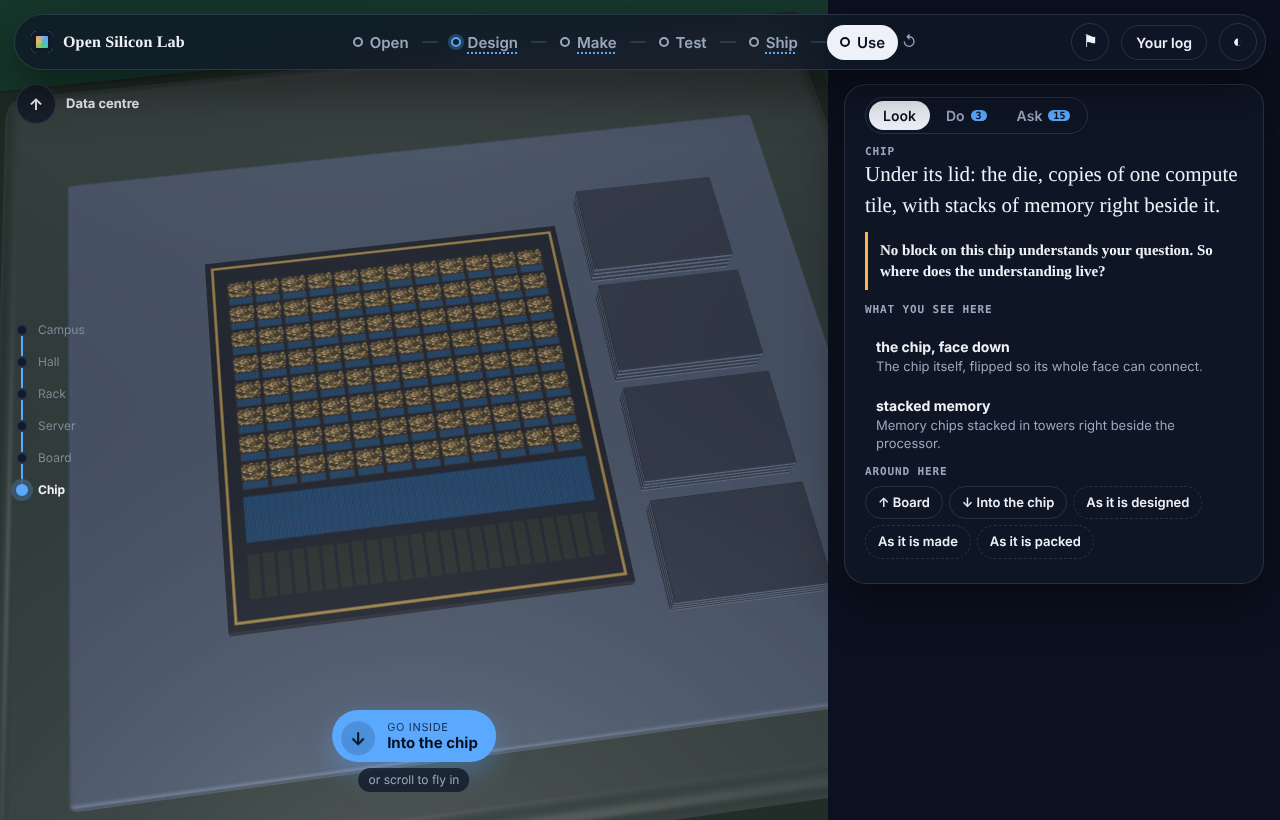 Open Silicon Lab
Open
Design
Make
Test
Ship
Use
Your log
Data centre
Campus
Hall
Rack
Server
Board
Chip
GO INSIDE
Into the chip
or scroll to fly in
Look
Do 3
Ask 15
CHIP
Under its lid: the die, copies of one compute
tile, with stacks of memory right beside it.
No block on this chip understands your question. So
where does the understanding live?
WHAT YOU SEE HERE
the chip, face down
The chip itself, flipped so its whole face can connect.
stacked memory
Memory chips stacked in towers right beside the
processor.
AROUND HERE
↑ Board
↓ Into the chip
As it is designed
As it is made
As it is packed